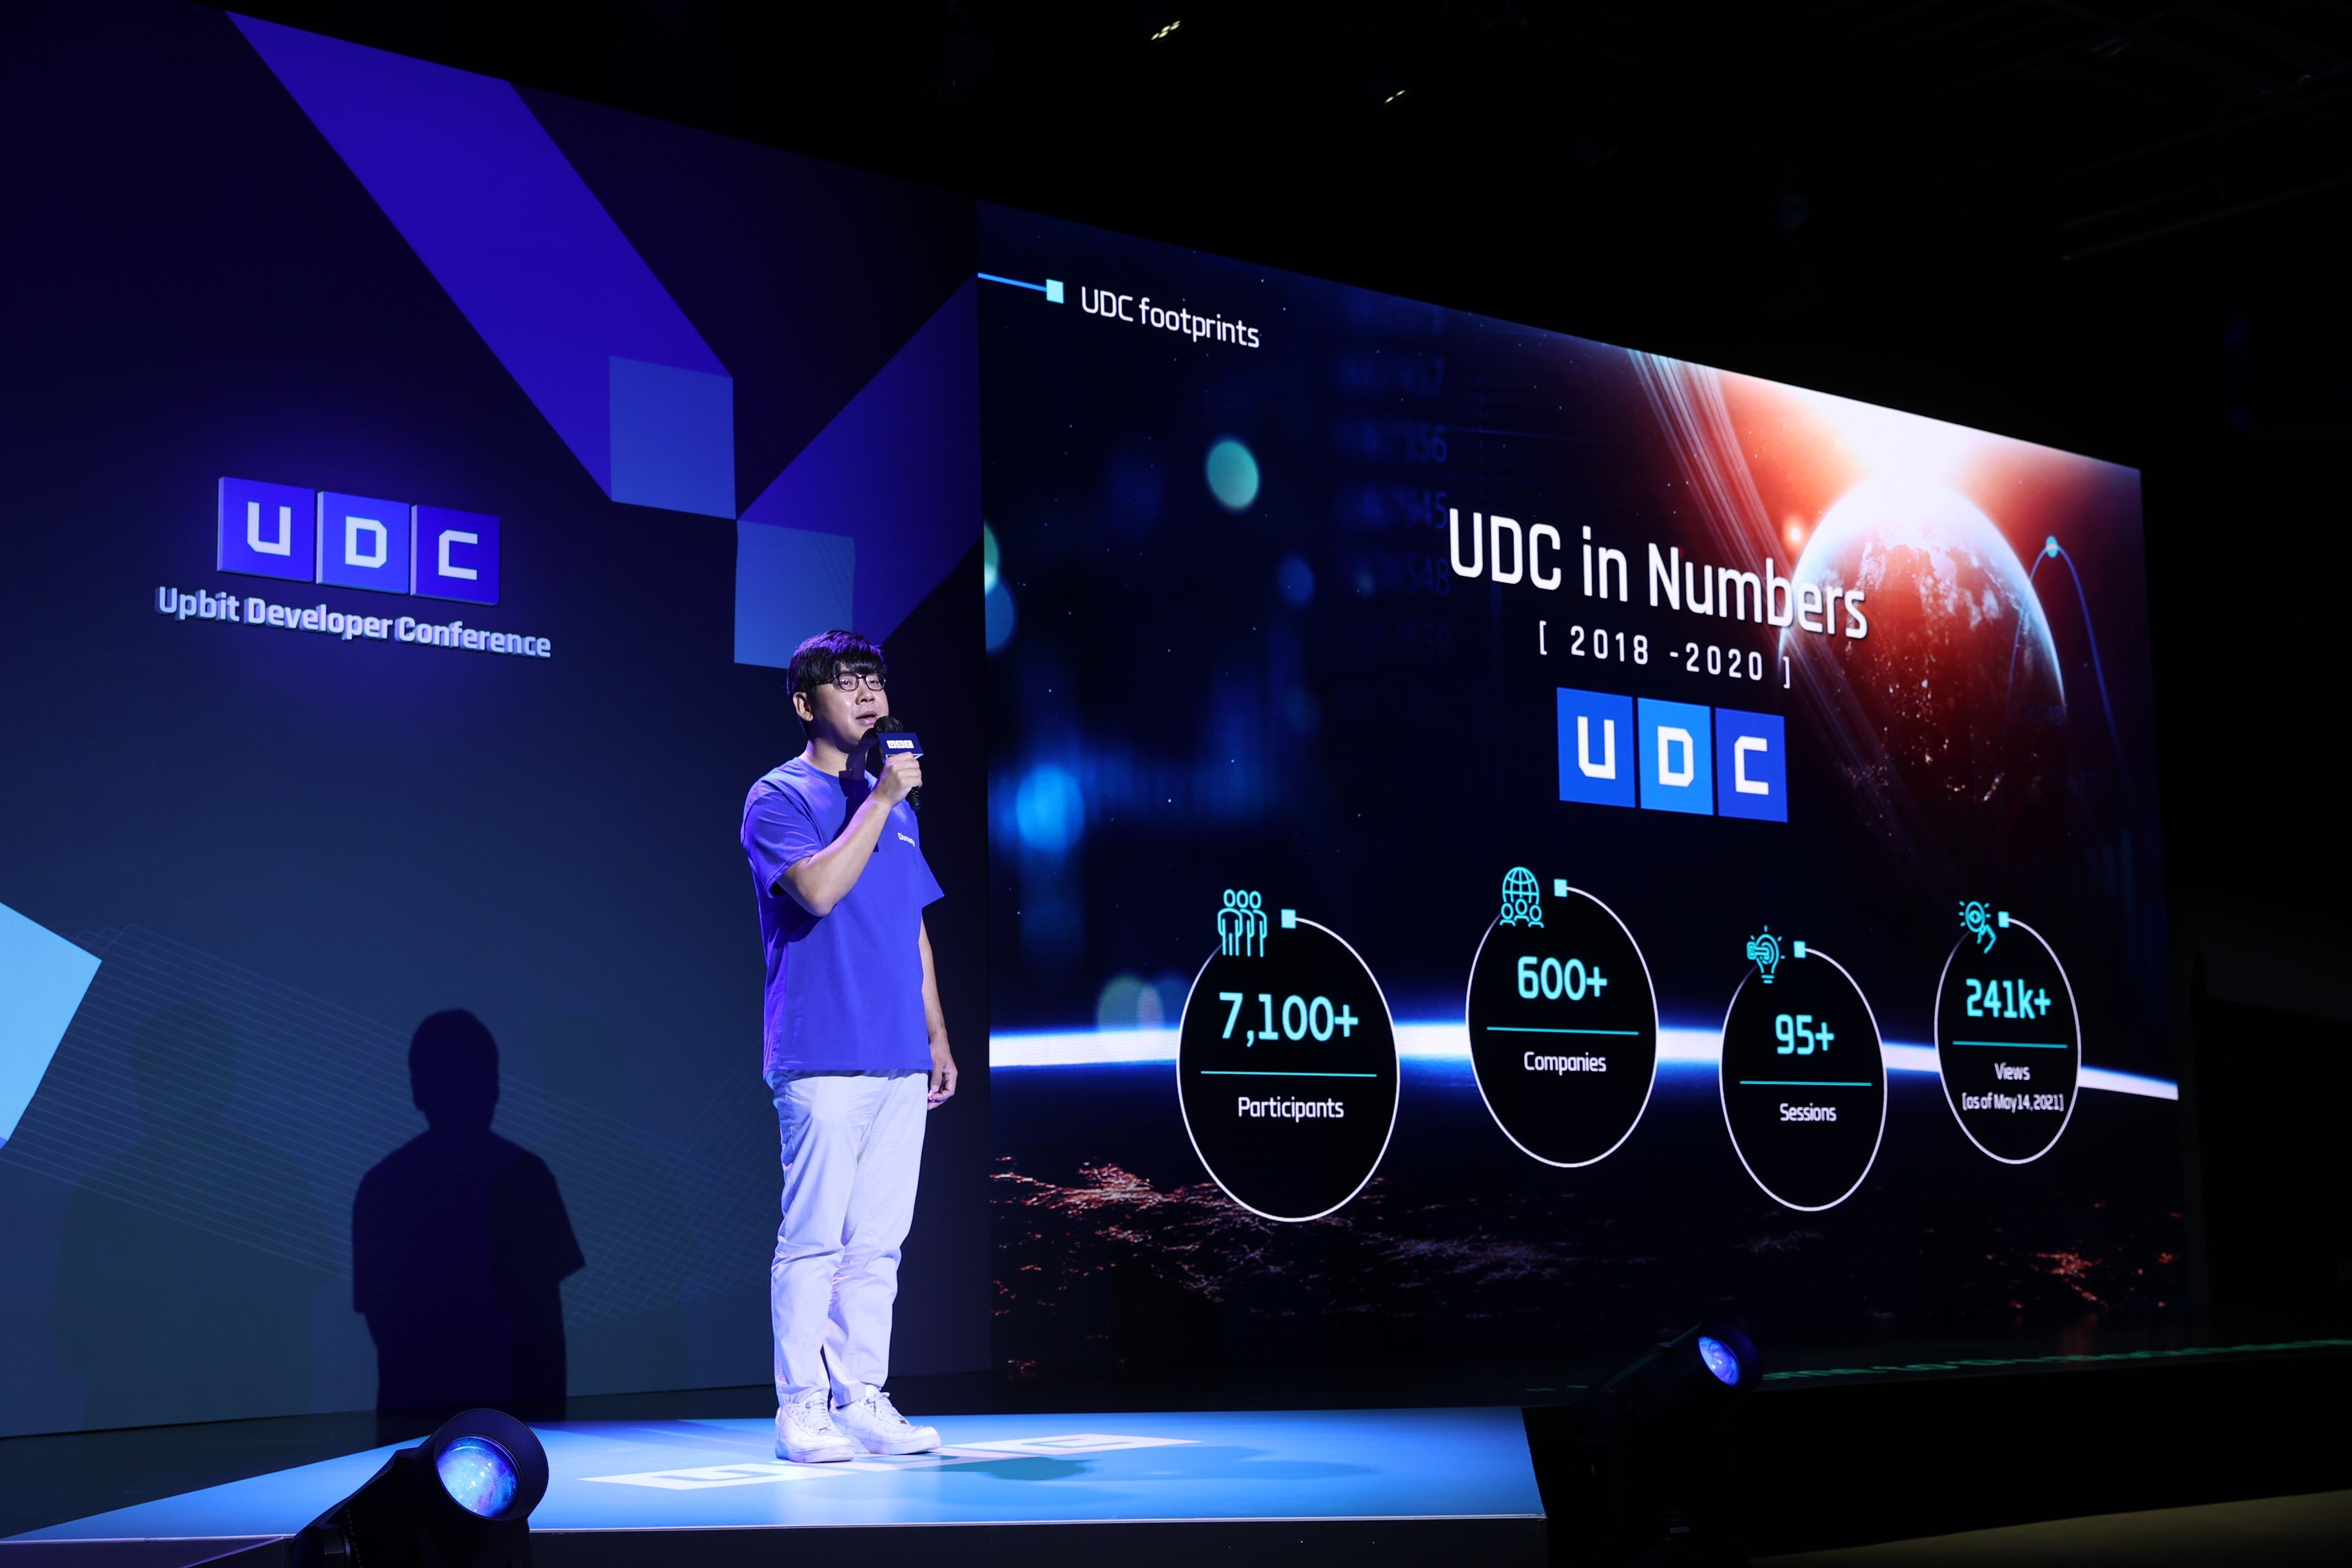 UDC
Upbit Developer Conference
UDC footprints
UDC in Numbers
[ 2018 -2020 ]
UDC
7,100+
Participants
600+
Companies
95+
Sessions
241k+
Views
[as of May 14, 2021]
UDC